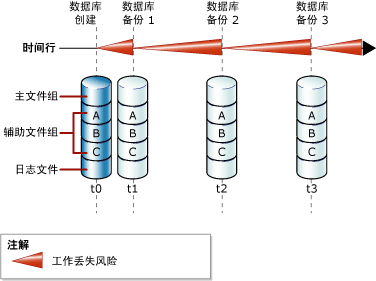 数据库 数据库 数据库 数据库
创建 备份 1 备份 2 备份 3
时间行
主文件组
A A A A
辅助文件组 B B B B
C C C C
日志文件
t0 t1 t2 t3
注解
工作丢失风险